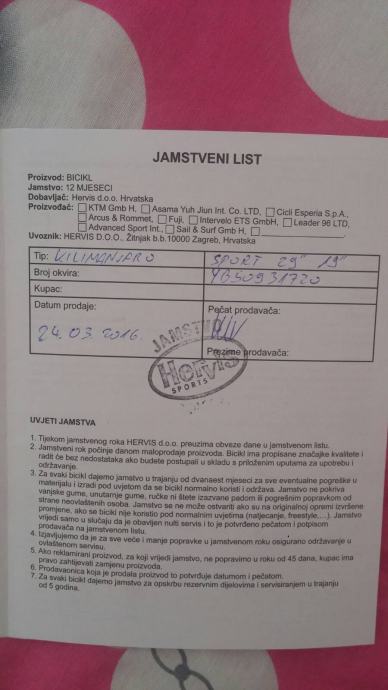 JAMSTVENI LIST
Proizvod: BICIKL
Jamstvo: 12 MJESECI
Dobavljač: Hervis d.o.o. Hrvatska
Proizvođač: KTM Gmb H, Asama Yuh Jiun Int. Co. LTD, Cicli Esperia S.p.A.,
Arcus & Rommet, Fuji, Intervelo ETS GmbH, Leader 96 LTD,
Advanced Sport Int., Sail & Surf Gmb H,
Uvoznik: HERVIS D.O.O., Žitnjak b.b.10000 Zagreb, Hrvatska
Tip: KILIMANJARO SPORT 29" 19"
Broj okvira: YB50931720
Kupac:
Datum prodaje: Pečat prodavača:
24.03.2016.
Prezime prodavača:
JAMSTVO
Hervis
SPORTS
UVJETI JAMSTVA
1. Tijekom jamstvenog roka HERVIS d.o.o. preuzima obveze dane u jamstvenom listu.
2. Jamstveni rok počinje danom maloprodaje proizvoda. Bicikl ima propisane značajke kvalitete i
radit će bez nedostataka ako budete postupali u skladu s priloženim uputama za upotrebu i
održavanje.
3. Za svaki bicikl dajemo jamstvo u trajanju od dvanaest mjeseci za sve eventualne pogreške u
materijalu i izradi pod uvjetom da se bicikl normalno koristi i održava. Jamstvo ne pokriva
vanjske gume, unutarnje gume, ručke ni štete izazvane padom ili pogrešnim popravkom od
strane neovlaštenih osoba. Jamstvo se ne može ostvariti ako su na originalnoj opremi izvršene
promjene, ako se bicikl nije koristio pod normalnim uvjetima (natjecanje, freestyle,...). Jamstvo
vrijedi samo u slučaju da je obavljen nulti servis i to je potvrđeno pečatom i potpisom
prodavača na jamstvenom listu.
4. Izjavljujemo da je za sve veće i manje popravke u jamstvenom roku osigurano održavanje u
ovlaštenom servisu.
5. Ako reklamirani proizvod, za koji vrijedi jamstvo, ne popravimo u roku od 45 dana, kupac ima
pravo zahtijevati zamjenu proizvoda.
6. Prodavaonica koja je prodala proizvod to potvrđuje datumom i pečatom.
7. Za svaki bicikl dajemo jamstvo za opskrbu rezervnim dijelovima i servisiranjem u trajanju
od 5 godina.